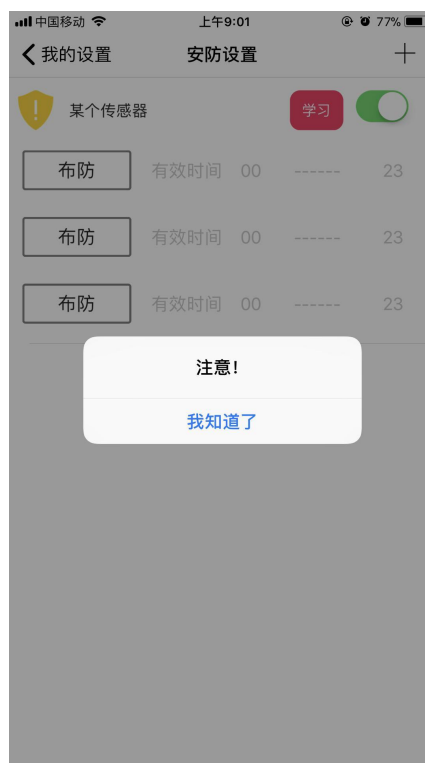 中国移动 上午9:01 77%
我的设置 安防设置
某个传感器 学习
布防 有效时间 00 ------ 23
布防 有效时间 00 ------ 23
布防 有效时间 00 ------ 23
注意!
我知道了